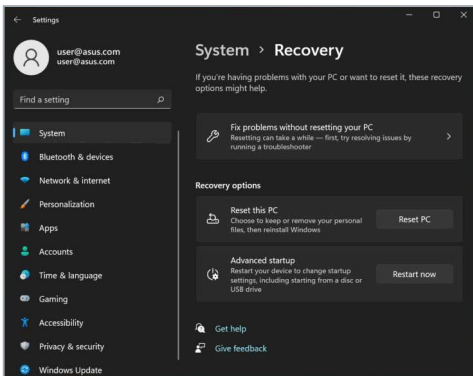 Settings
user@asus.com
user@asus.com
Find a setting
System
Bluetooth & devices
Network & internet
Personalization
Apps
Accounts
Time & language
Gaming
Accessibility
Privacy & security
Windows Update
System > Recovery
If you're having problems with your PC or want to reset it, these recovery
options might help.
Fix problems without resetting your PC
Resetting can take a while — first, try resolving issues by
running a troubleshooter
Recovery options
Reset this PC
Choose to keep or remove your personal
files, then reinstall Windows
Reset PC
Advanced startup
Restart your device to change startup
settings, including starting from a disc or
USB drive
Restart now
Get help
Give feedback